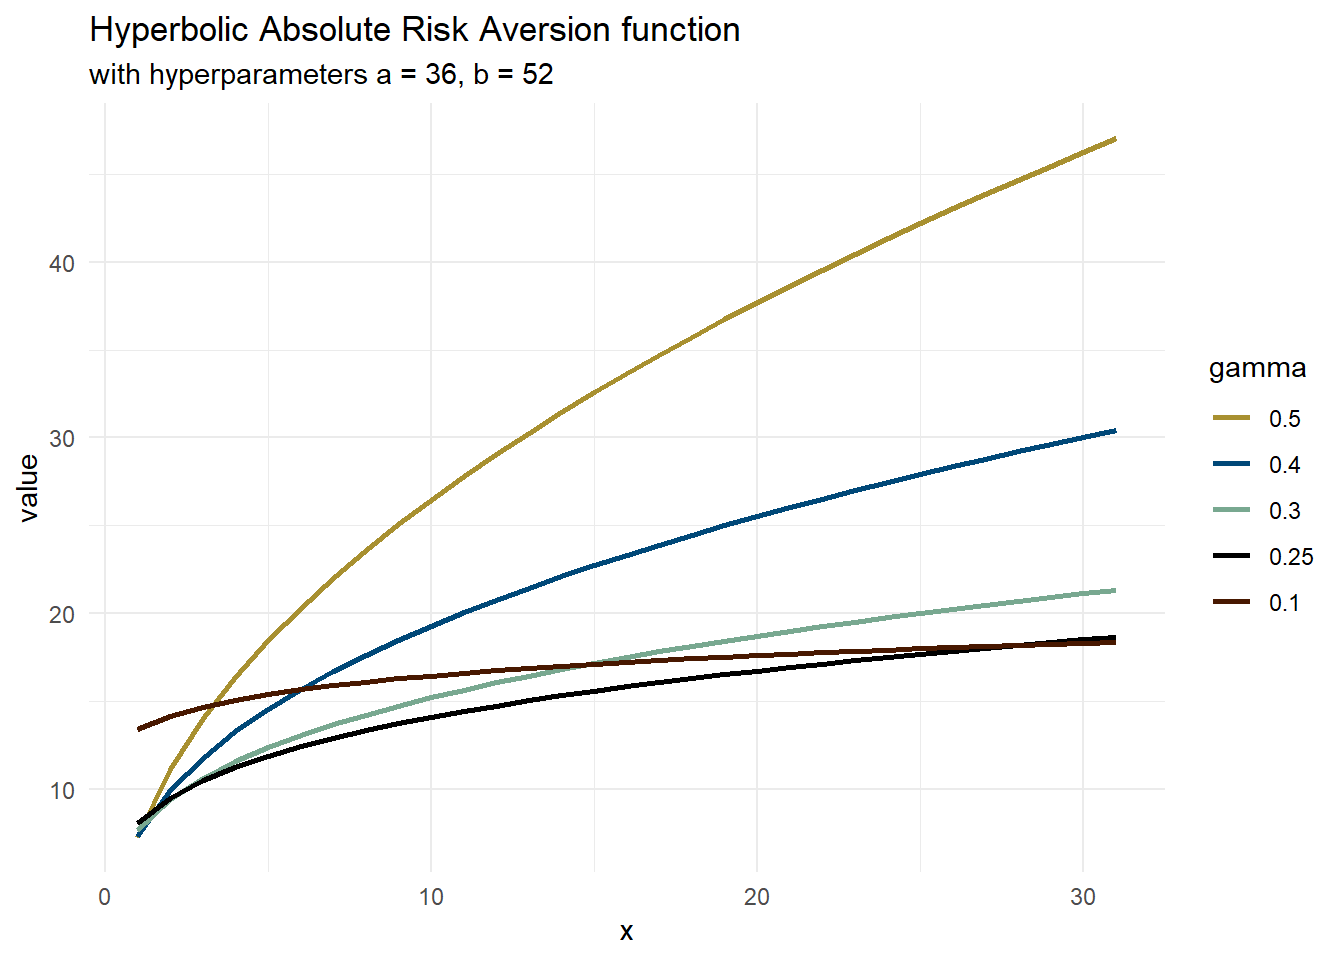 Hyperbolic Absolute Risk Aversion function
with hyperparameters a = 36, b = 52
value
40
30
20
10
0
10
20
30
x
gamma
0.5
0.4
0.3
0.25
0.1